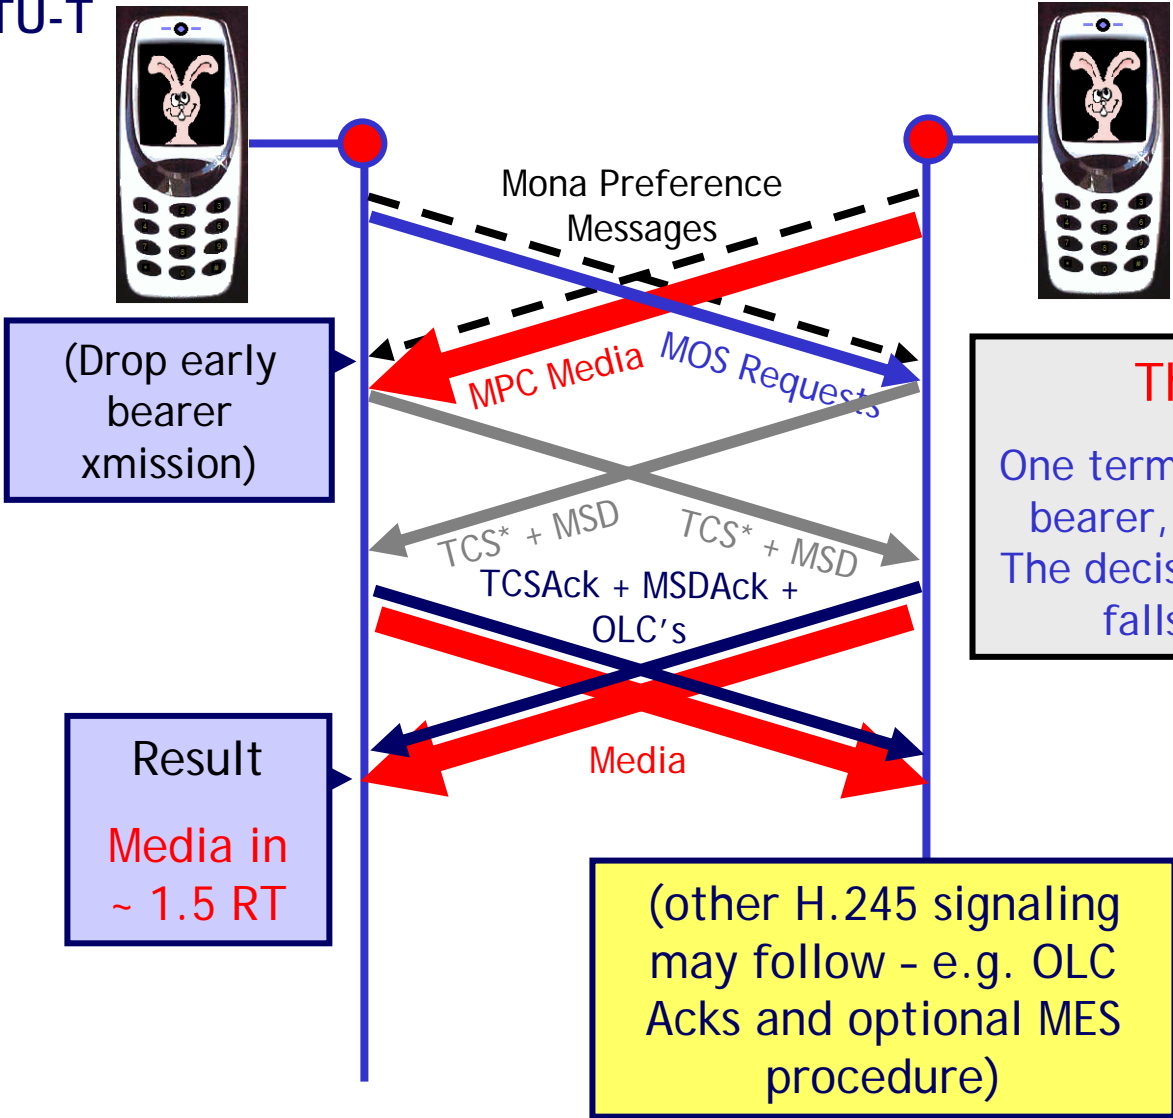 TU-T
Mona Preference
Messages
MPC Media
MOS Requests
(Drop early
bearer
xmission)
One term
bearer,
The decis
falls
TCS* + MSD
TCS* + MSD
TCSAck + MSDAck +
OLC's
Result
Media in
~ 1.5 RT
Media
(other H.245 signaling
may follow – e.g. OLC
Acks and optional MES
procedure)